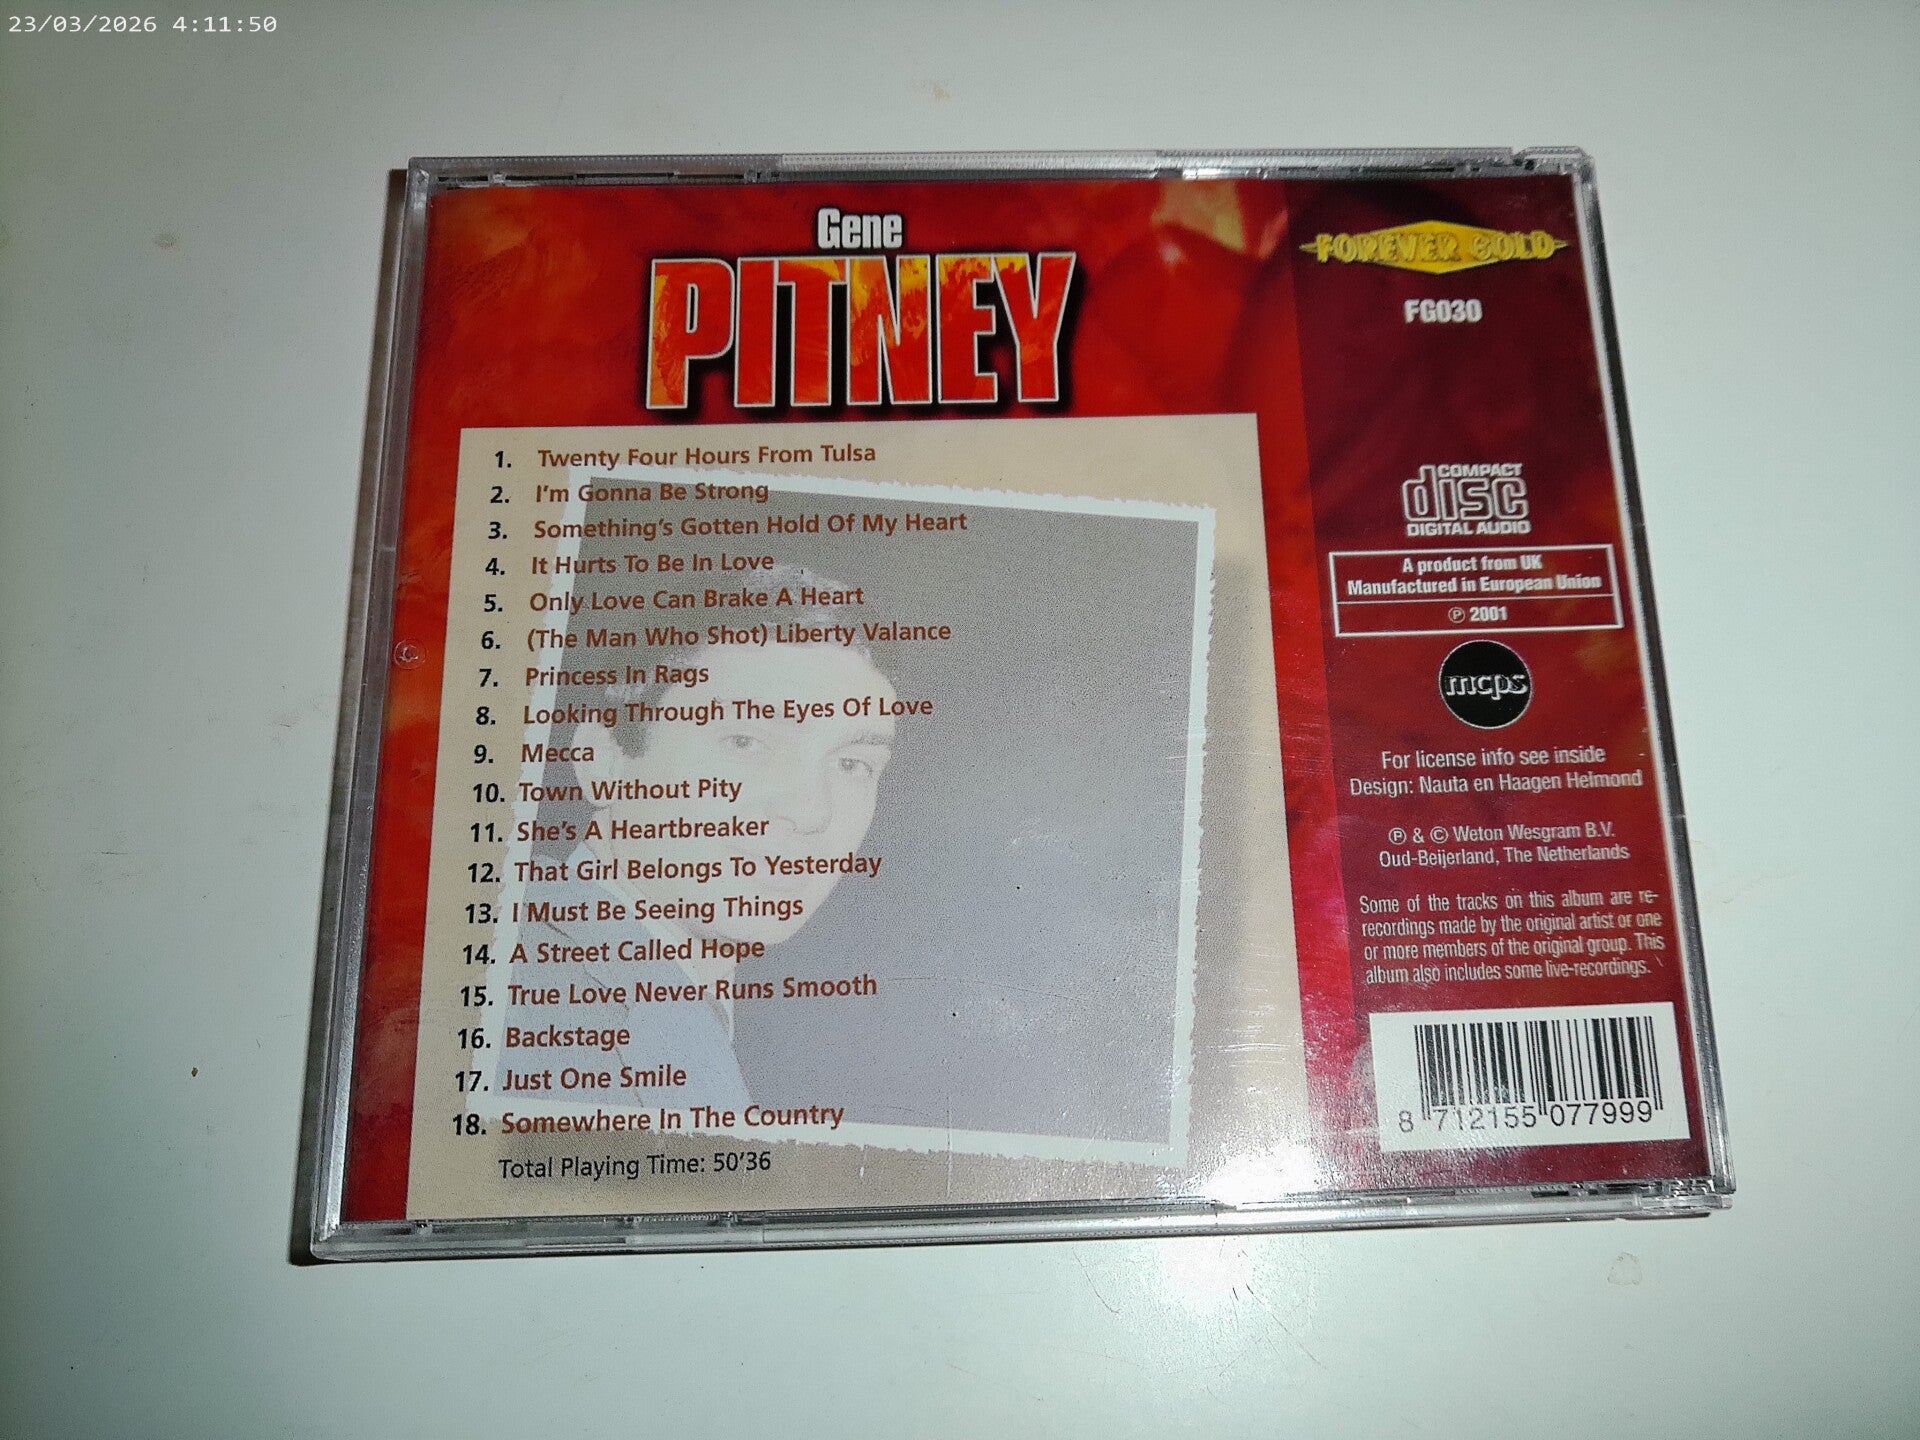 23/03/2026 4:11:50
Gene
PITNEY
1. Twenty Four Hours From Tulsa
2. I'm Gonna Be Strong
3. Something's Gotten Hold Of My Heart
4. It Hurts To Be In Love
5. Only Love Can Brake A Heart
6. (The Man Who Shot) Liberty Valance
7. Princess In Rags
8. Looking Through The Eyes Of Love
9. Mecca
10. Town Without Pity
11. She's A Heartbreaker
12. That Girl Belongs To Yesterday
13. I Must Be Seeing Things
14. A Street Called Hope
15. True Love Never Runs Smooth
16. Backstage
17. Just One Smile
18. Somewhere In The Country
Total Playing Time: 50'36
FOREVER GOLD
FG030
COMPACT
disc
DIGITAL AUDIO
A product from UK
Manufactured in European Union
℗ 2001
mcps
For license info see inside
Design: Nauta en Haagen Helmond
℗ & © Weton Wesgram B.V.
Oud-Beijerland, The Netherlands
Some of the tracks on this album are re-
recordings made by the original artist or one
or more members of the original group. This
album also includes some live-recordings.
8 712155 077999